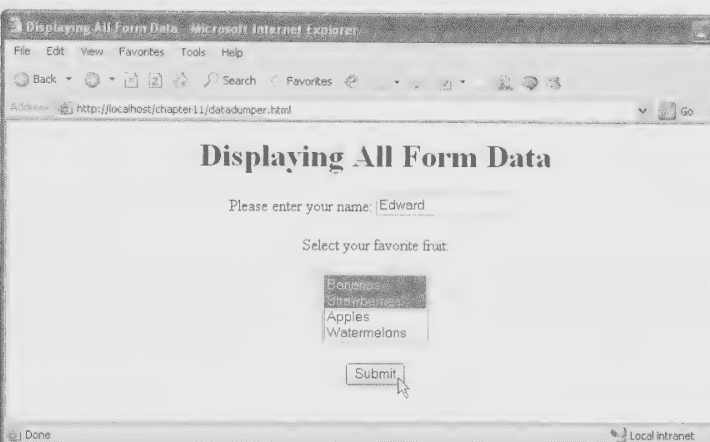 Displaying All Form Data - Microsoft Internet Explorer
File Edit View Favorites Tools Help
Back Search Favorites
Address http://localhost/chapter11/datadumper.html Go
Displaying All Form Data
Please enter your name: Edward
Select your favorite fruit:
Bananas
Strawberries
Apples
Watermelons
Submit
Done Local intranet